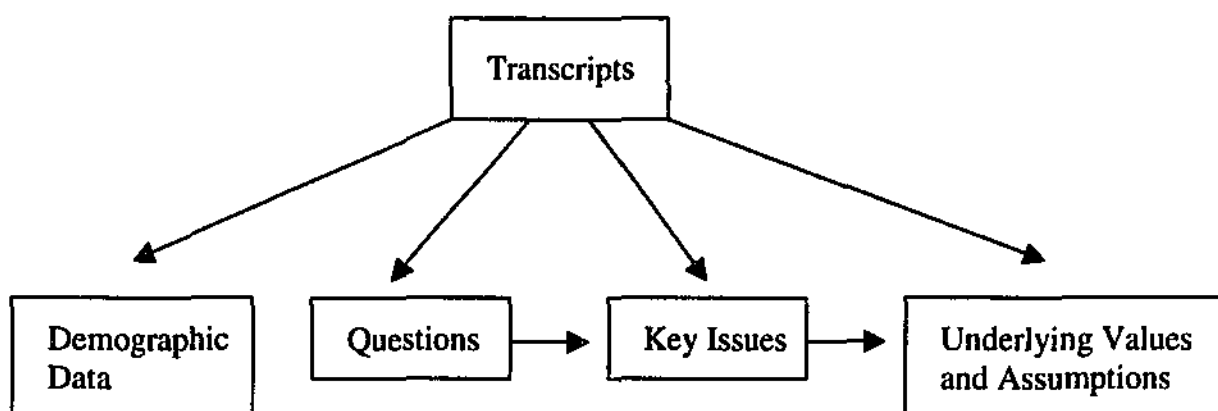 Transcripts
Demographic
Data
Questions
Key Issues
Underlying Values
and Assumptions